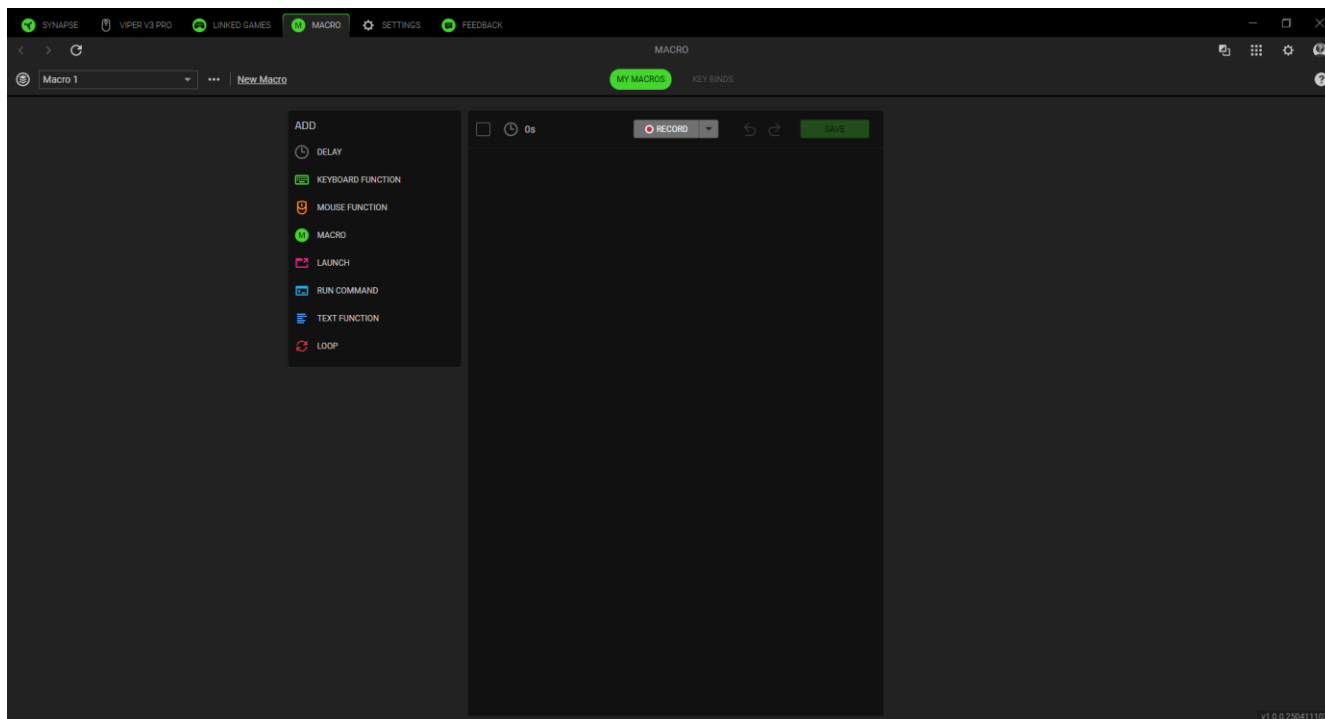 SYNAPSE VIPER V3 PRO LINKED GAMES M MACRO SETTINGS FEEDBACK
MACRO
Macro 1 ••• New Macro MY MACROS KEY BINDS ?
ADD
0s RECORD SAVE
DELAY
KEYBOARD FUNCTION
MOUSE FUNCTION
M MACRO
LAUNCH
RUN COMMAND
TEXT FUNCTION
LOOP